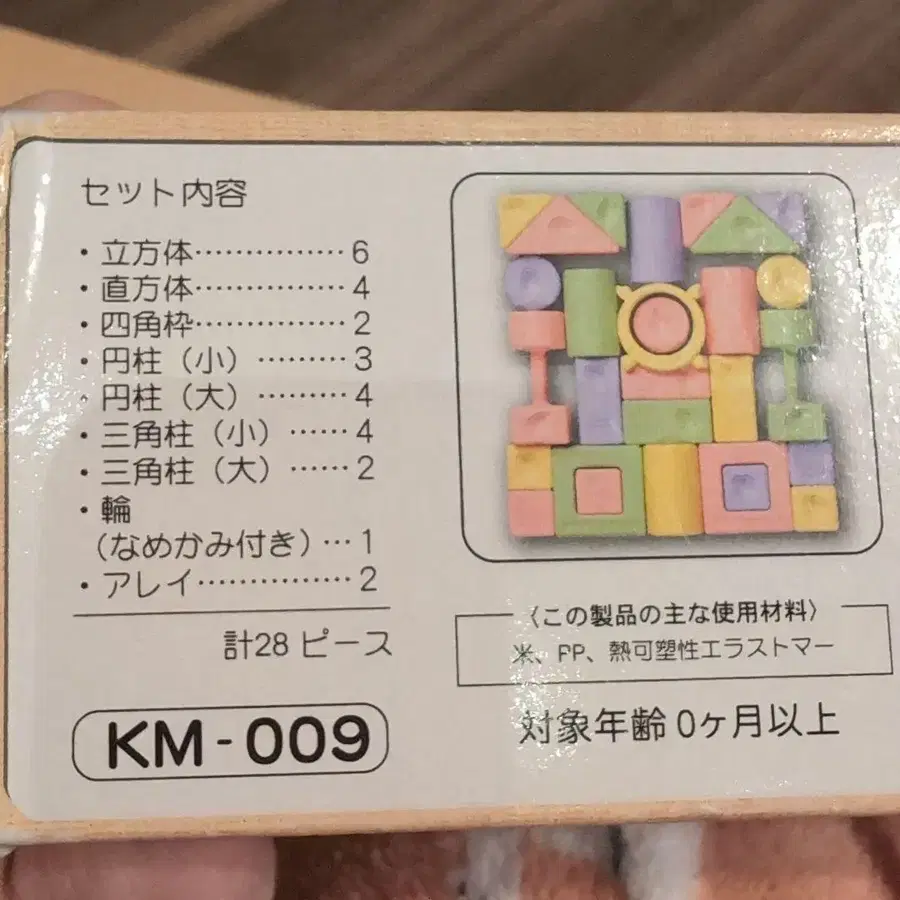 セット内容
・立方体……………6
・直方体……………4
・四角枠……………2
・円柱（小）………3
・円柱（大）………4
・三角柱（小）……4
・三角柱（大）……2
・輪
（なめかみ付き）…1
・アレイ……………2
計28ピース
KM-009
〈この製品の主な使用材料〉
米、PP、熱可塑性エラストマー
対象年齢0ヶ月以上